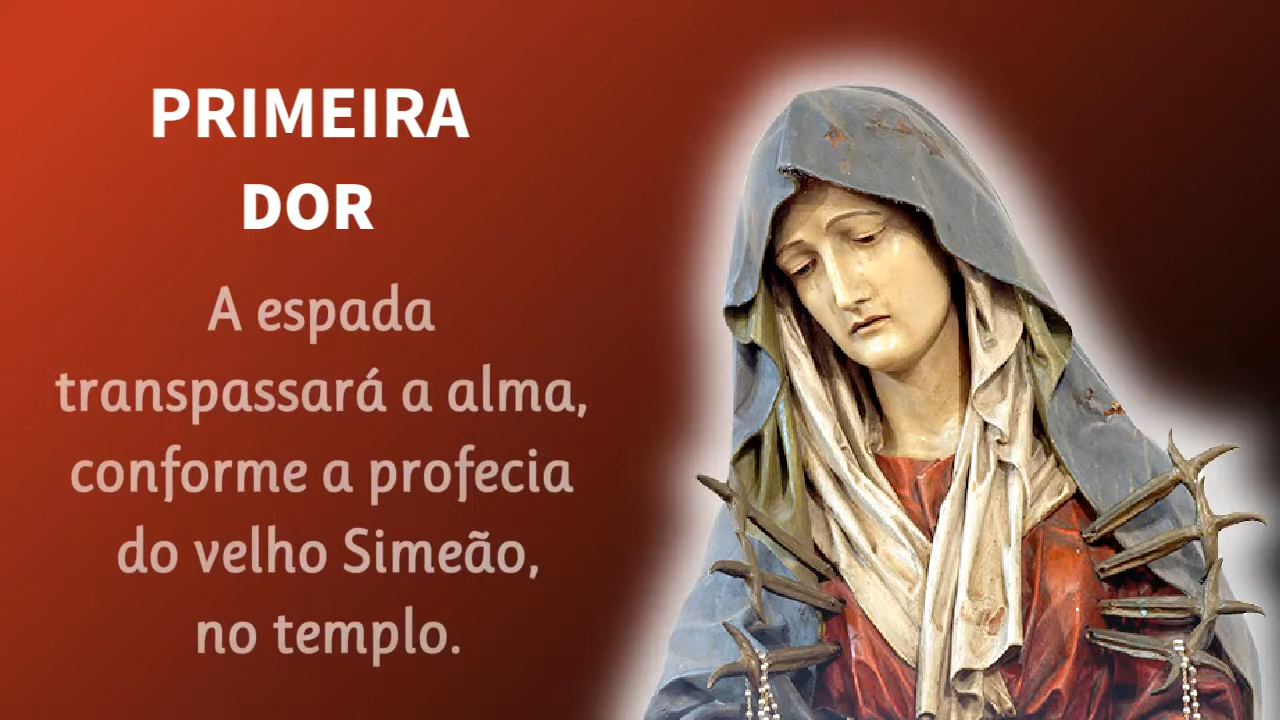 PRIMEIRA
DOR
A espada
transpassará a alma,
conforme a profecia
do velho Simeão,
no templo.